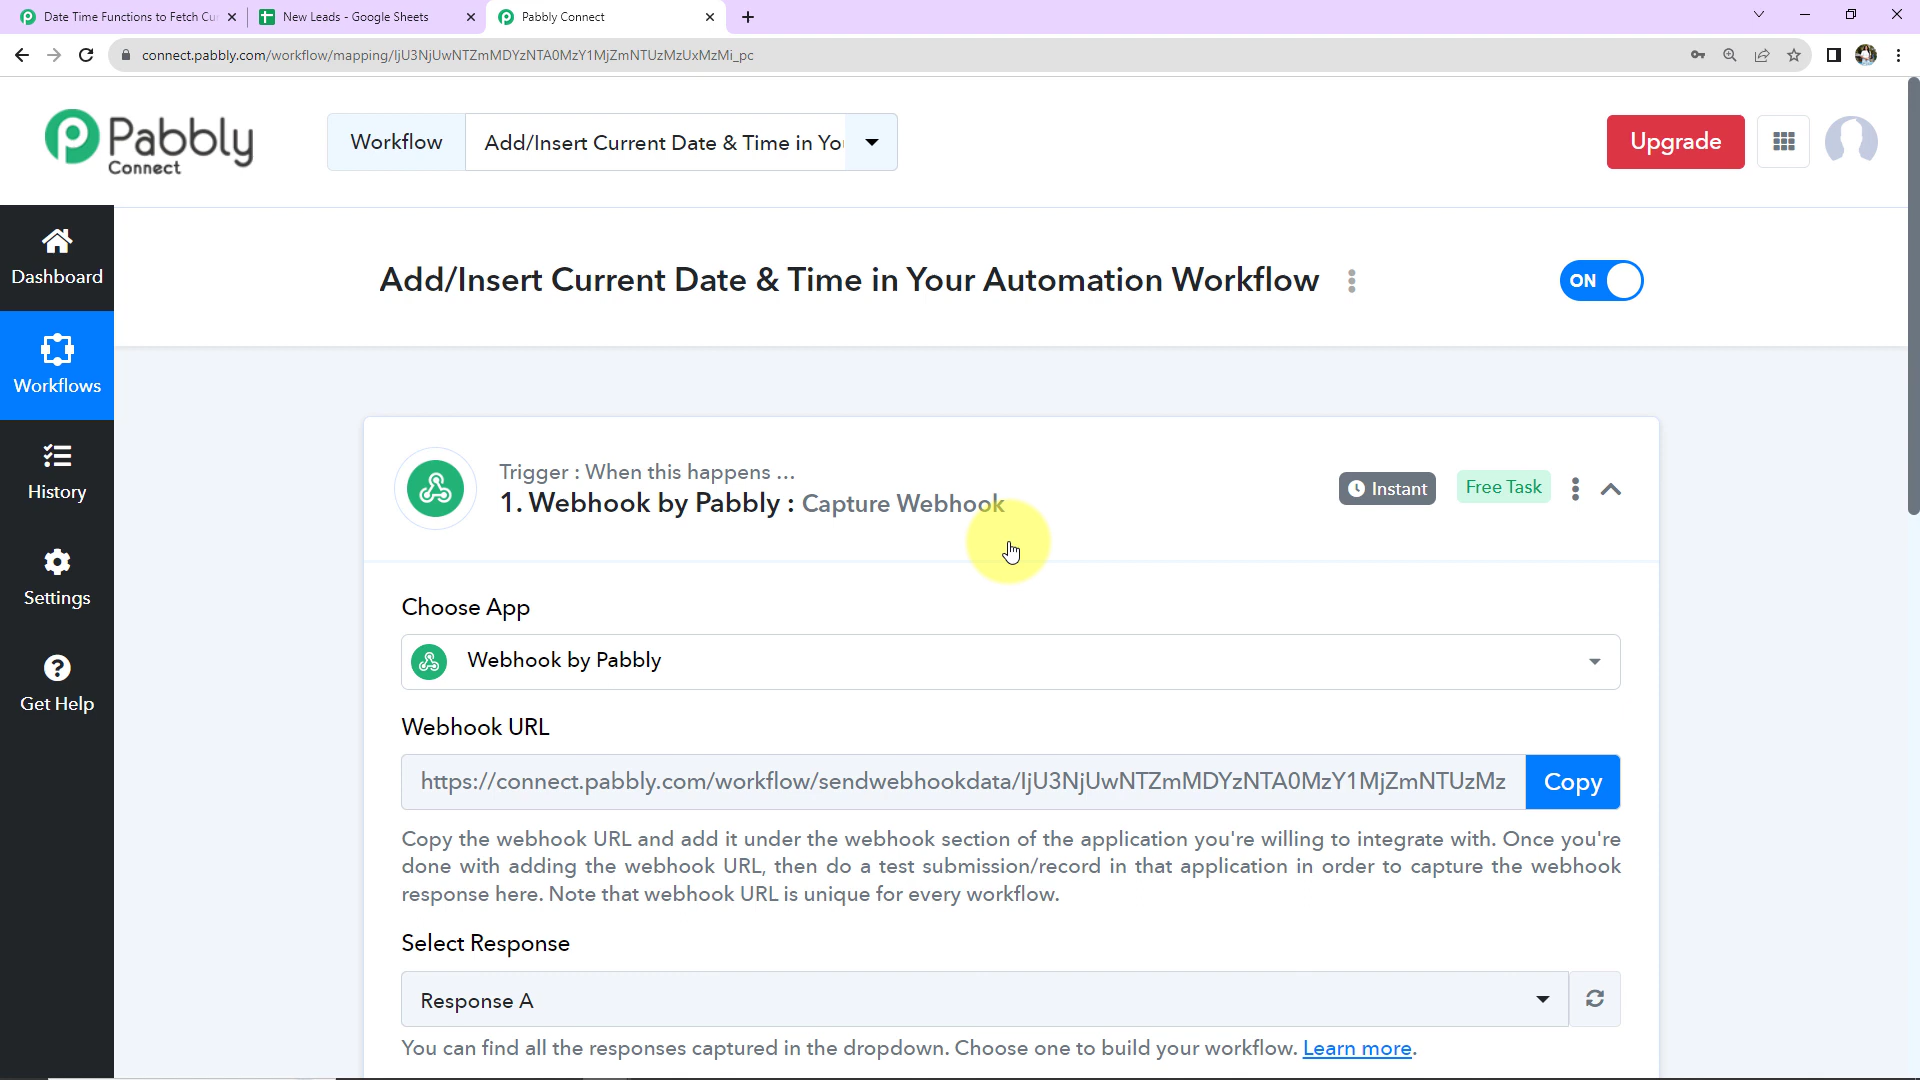 Date Time Functions to Fetch Cu
New Leads - Google Sheets
Pabbly Connect
connect.pabbly.com/workflow/mapping/IjU3NjUwNTZmMDYzNTA0MzY1MjZmNTUzMzUxMzMi_pc
Pabbly
Connect
Workflow
Add/Insert Current Date & Time in You
Upgrade
Dashboard
Workflows
History
Settings
Get Help
Add/Insert Current Date & Time in Your Automation Workflow
ON
Trigger : When this happens ...
1. Webhook by Pabbly : Capture Webhook
Instant
Free Task
Choose App
Webhook by Pabbly
Webhook URL
https://connect.pabbly.com/workflow/sendwebhookdata/IjU3NjUwNTZmMDYzNTA0MzY1MjZmNTUzMz
Copy
Copy the webhook URL and add it under the webhook section of the application you're willing to integrate with. Once you're
done with adding the webhook URL, then do a test submission/record in that application in order to capture the webhook
response here. Note that webhook URL is unique for every workflow.
Select Response
Response A
You can find all the responses captured in the dropdown. Choose one to build your workflow. Learn more.